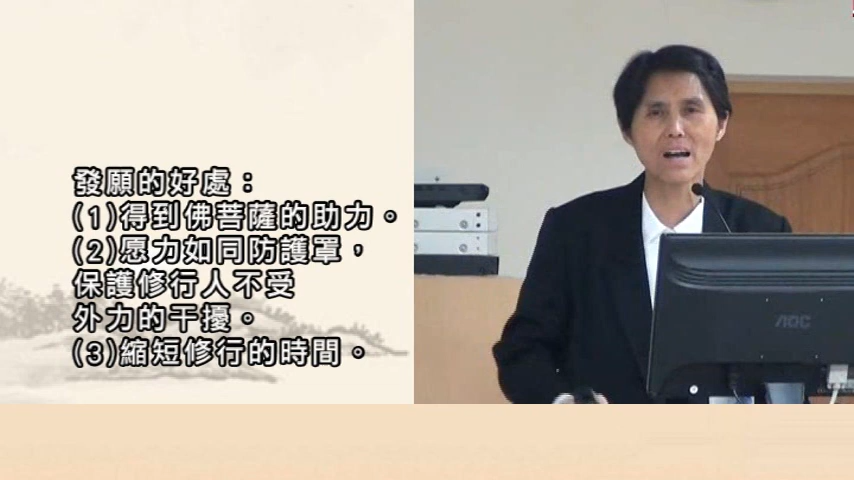 發願的好處：
(1)得到佛菩薩的助力。
(2)愿力如同防護罩，
保護修行人不受
外力的干擾。
(3)縮短修行的時間。
AOC